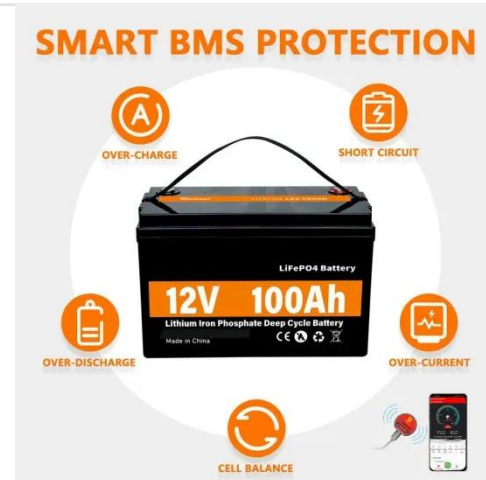 SMART BMS PROTECTION
OVER-CHARGE
SHORT CIRCUIT
LiFePO4 Battery
12V 100Ah
Lithium Iron Phosphate Deep Cycle Battery
Made in China
CE
OVER-DISCHARGE
OVER-CURRENT
CELL BALANCE